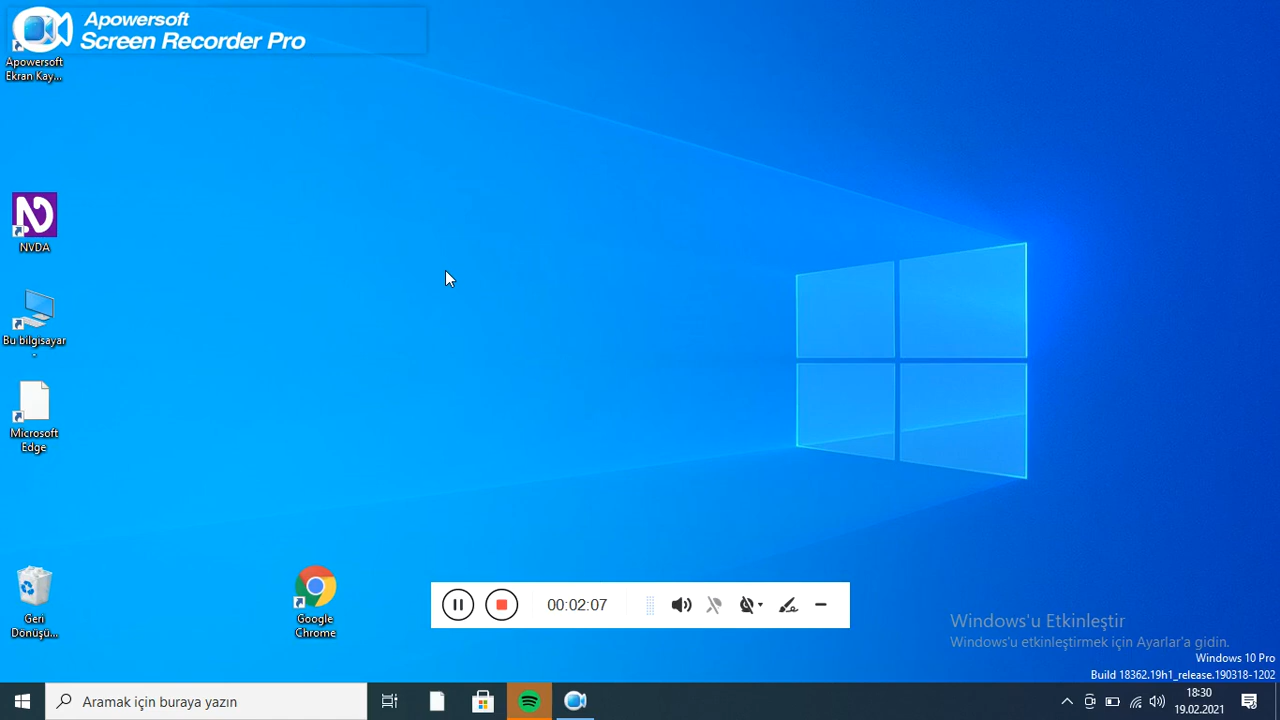 Apowersoft
Screen Recorder Pro
Apowersoft
Ekran Kay...
NVDA
Bu bilgisayar
.
Microsoft
Edge
Geri
Dönüşü...
Google
Chrome
00:02:07
Windows'u Etkinleştir
Windows'u etkinleştirmek için Ayarlar'a gidin.
Windows 10 Pro
Build 18362.19h1_release.190318-1202
Aramak için buraya yazın
18:30
19.02.2021